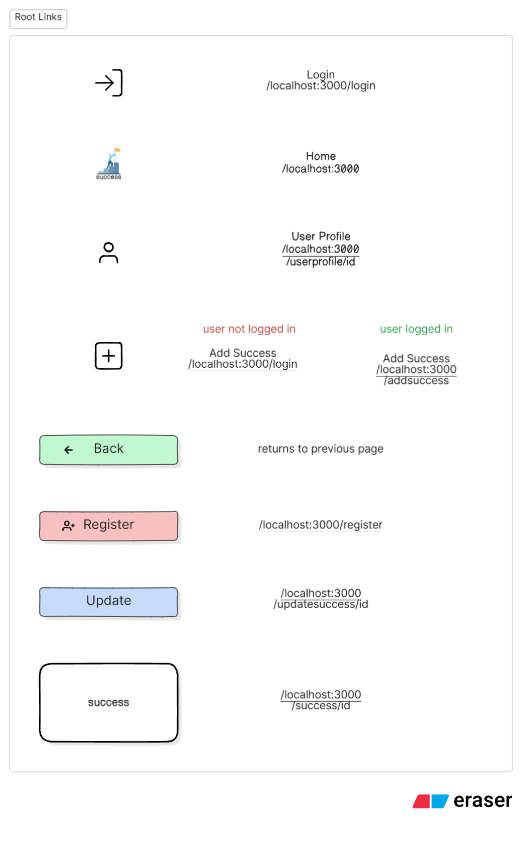 Root Links
Login
/localhost:3000/login
success
Home
/localhost:3000
User Profile
/localhost:3000
/userprofile/id
user not logged in
Add Success
/localhost:3000/login
user logged in
Add Success
/localhost:3000
/addsuccess
Back
returns to previous page
Register
/localhost:3000/register
Update
/localhost:3000
/updatesuccess/id
success
/localhost:3000
/success/id
eraser